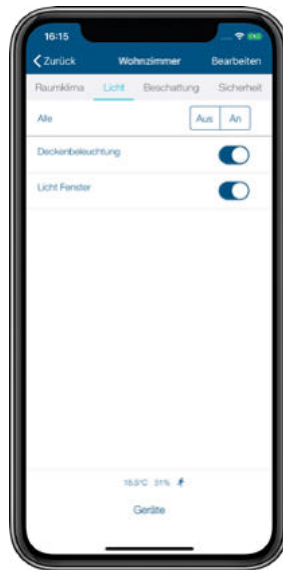 16:15
Zurück Wohnzimmer Bearbeiten
Raumklima Licht Beschattung Sicherheit
Alle Aus An
Deckenbeleuchtung
Licht Fenster
Geräte